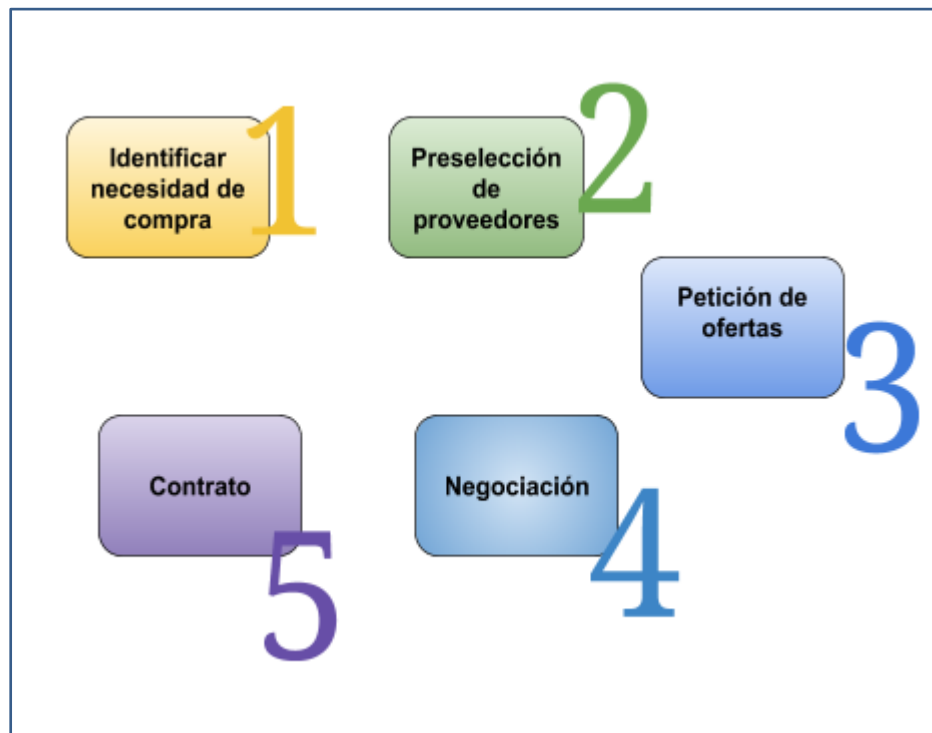 Identificar
necesidad de
compra
1
Preselección
de
proveedores
2
Petición de
ofertas
3
Negociación
4
Contrato
5